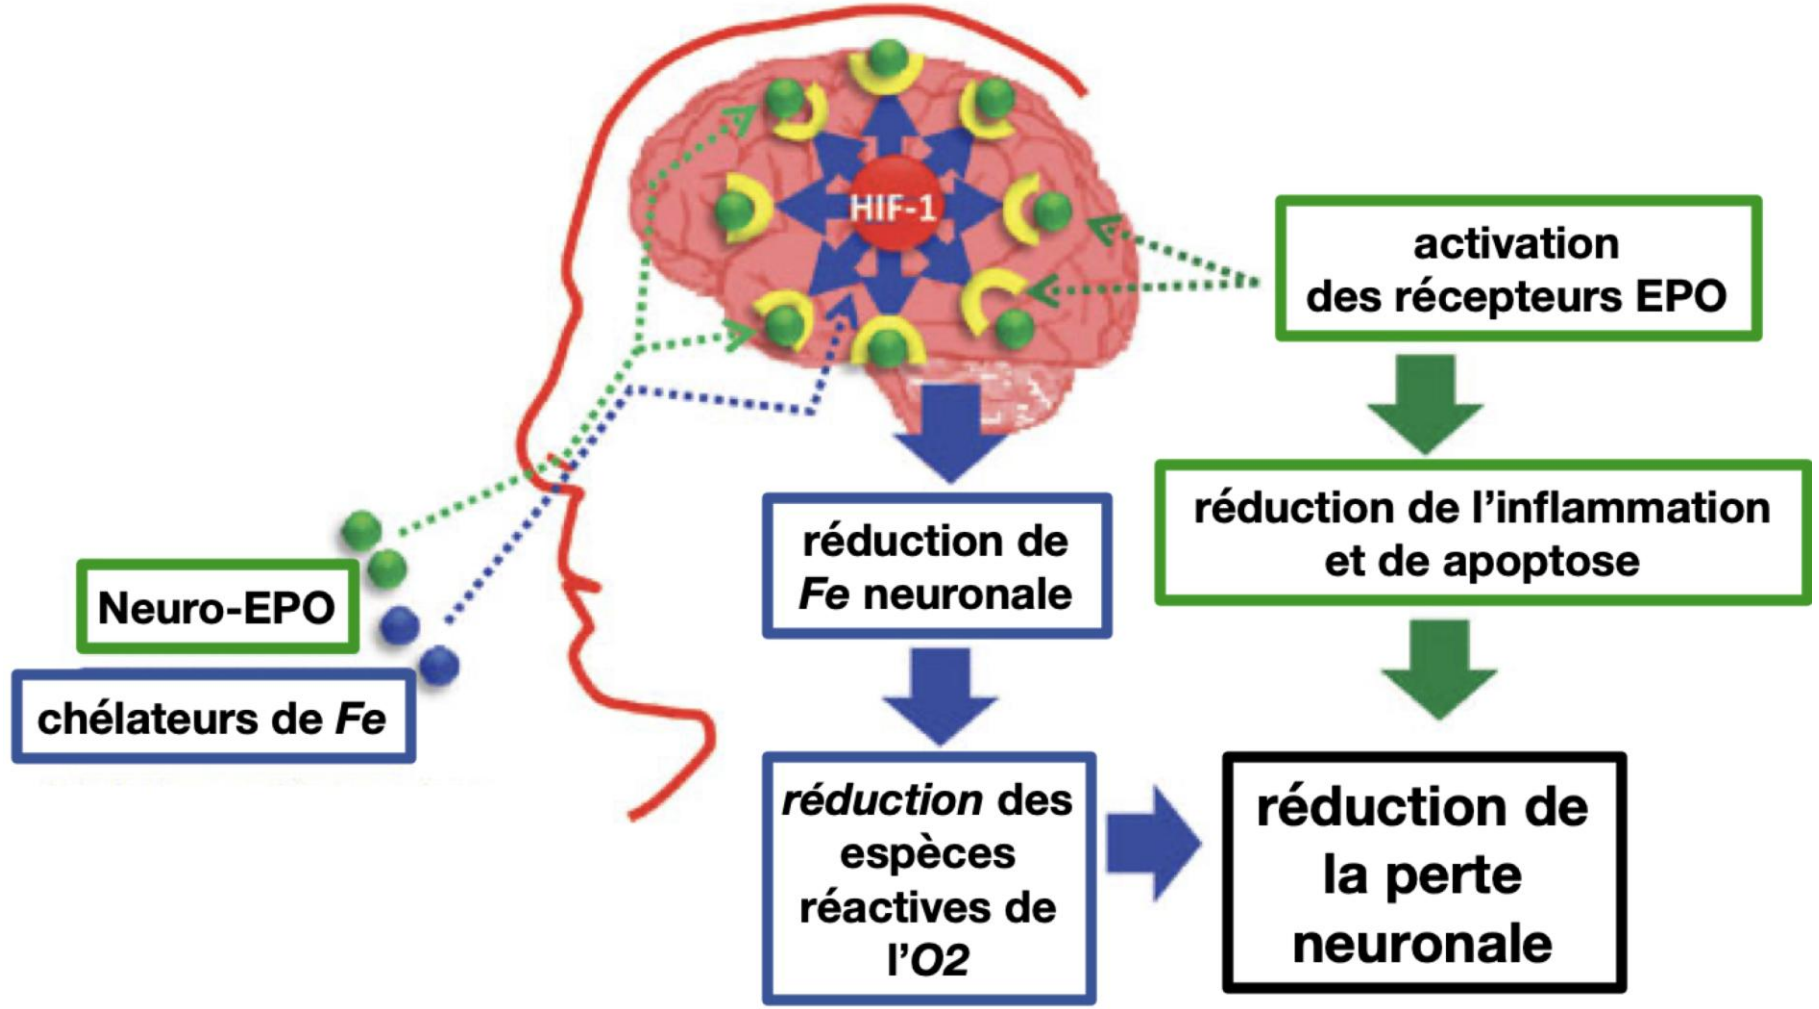 HIF-1
activation
des récepteurs EPO
réduction de l'inflammation
et de apoptose
réduction de
Fe neuronale
Neuro-EPO
chélateurs de Fe
réduction des
espèces
réactives de
l'O2
réduction de
la perte
neuronale